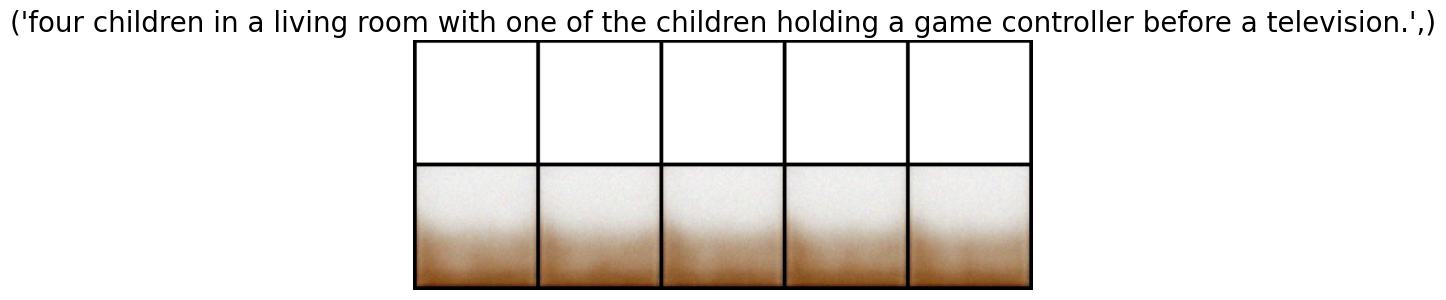 ('four children in a living room with one of the children holding a game controller before a television.',)